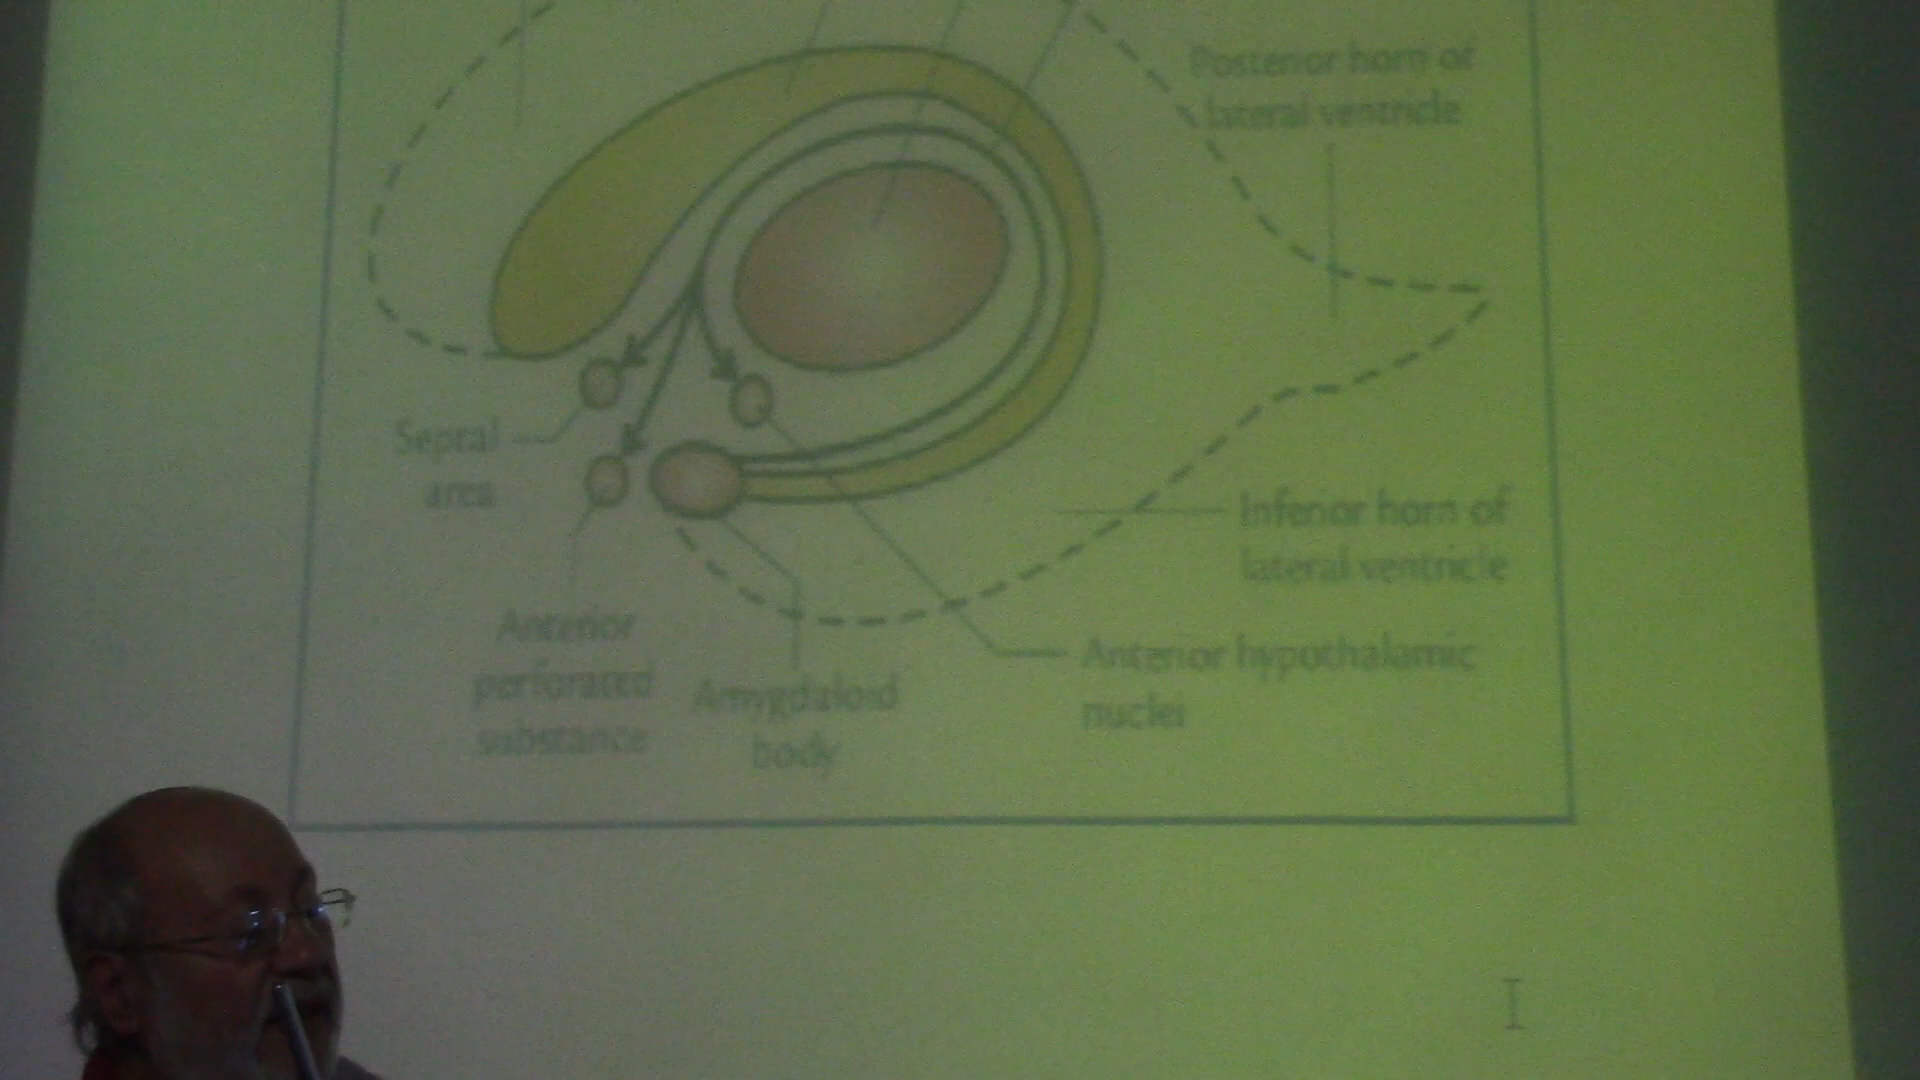 Posterior horn of
lateral ventricle
Septal
area
Inferior horn of
lateral ventricle
Anterior
perforated
substance
Amygdaloid
body
Anterior hypothalamic
nuclei